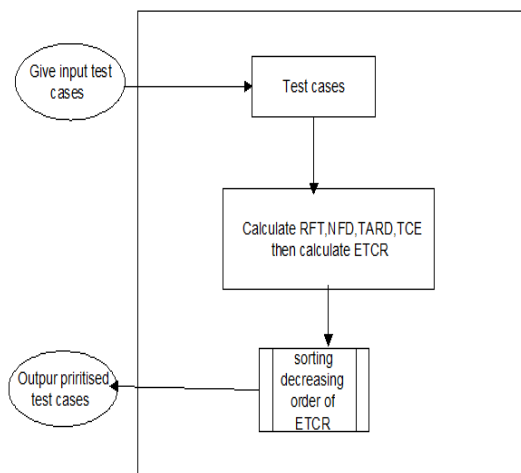 Give input test
cases
Test cases
Calculate RFT,NFD,TARD,TCE
then calculate ETCR
sorting
decreasing
order of
ETCR
Outpur priritised
test cases